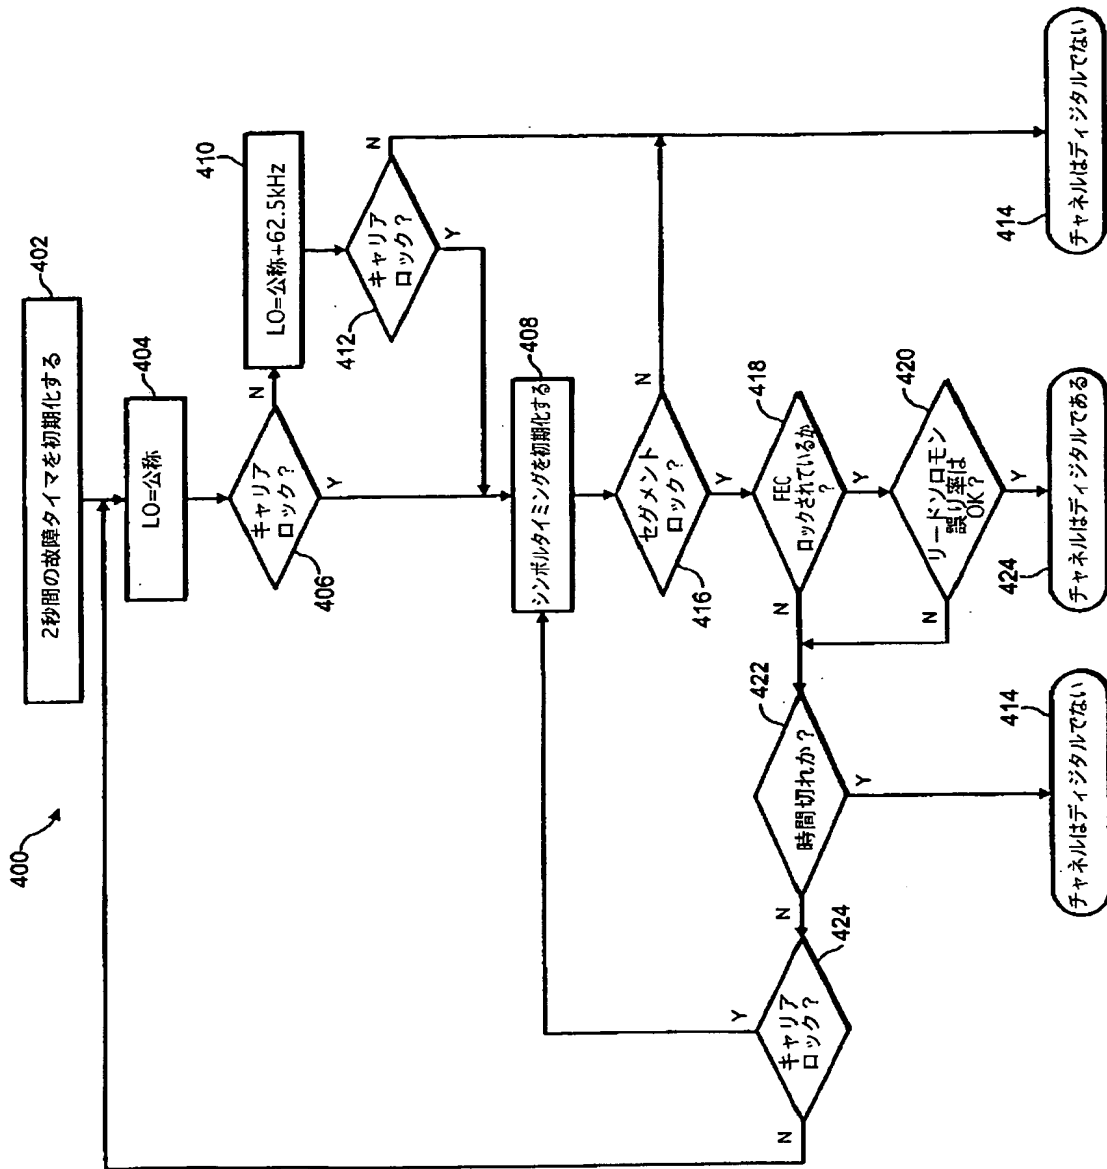 400
402
2秒間の故障タイマを初期化する
404
LO=公称
406
キャリア
ロック?
Y
N
410
LO=公称+62.5kHz
412
キャリア
ロック?
N
Y
408
シンボルタイミングを初期化する
416
セグメント
ロック?
N
Y
418
FEC
ロックされているか
?
N
Y
420
リードソロモン
誤り率は
OK?
N
Y
422
時間切れか?
N
Y
424
キャリア
ロック?
Y
N
414
チャネルはディジタルでない
424
チャネルはディジタルである
414
チャネルはディジタルでない